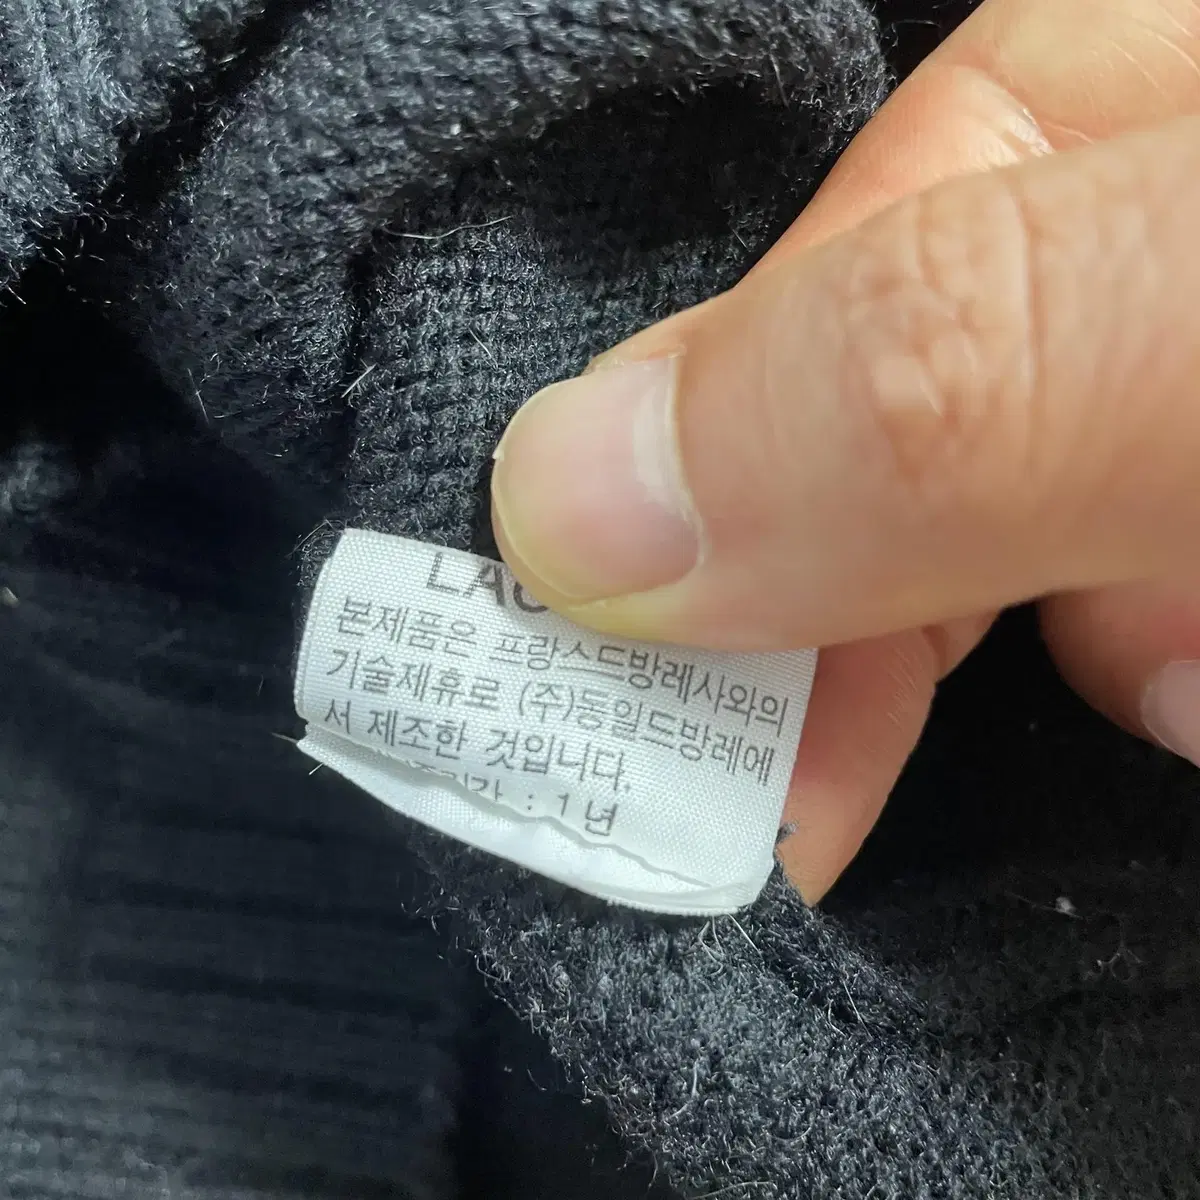 LAC
본제품은 프랑스드방레사와의
기술제휴로 (주)동일드방레에
서 제조한 것입니다.
: 1 년